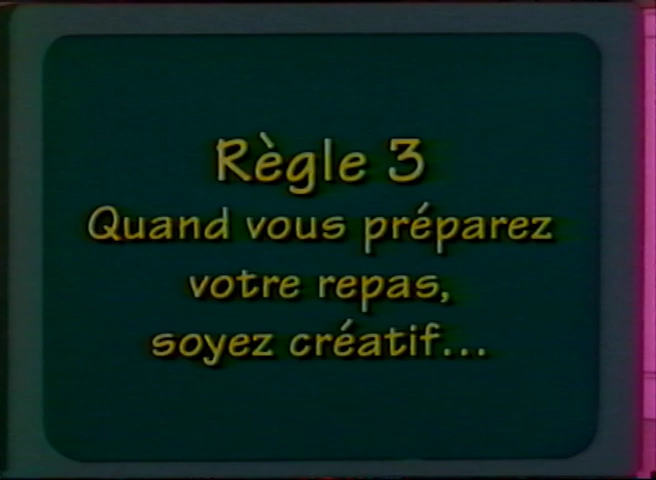 Règle 3
Quand vous préparez
votre repas,
soyez créatif...